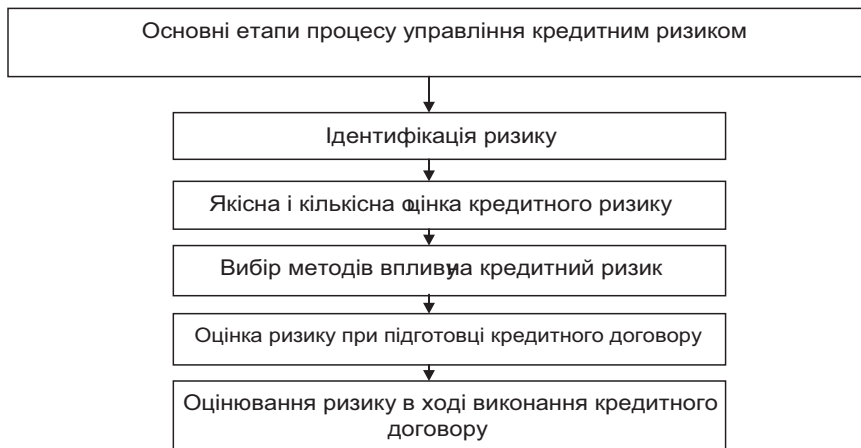 Основні етапи процесу управління кредитним ризиком
Ідентифікація ризику
Якісна і кількісна оцінка кредитного ризику
Вибір методів впливу на кредитний ризик
Оцінка ризику при підготовці кредитного договору
Оцінювання ризику в ході виконання кредитного
договору